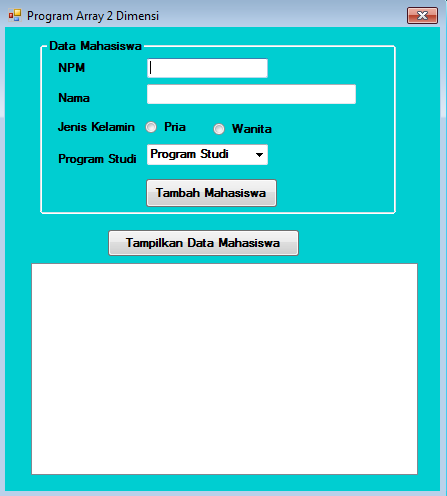 Program Array 2 Dimensi
Data Mahasiswa
NPM
Nama
Jenis Kelamin Pria Wanita
Program Studi Program Studi
Tambah Mahasiswa
Tampilkan Data Mahasiswa